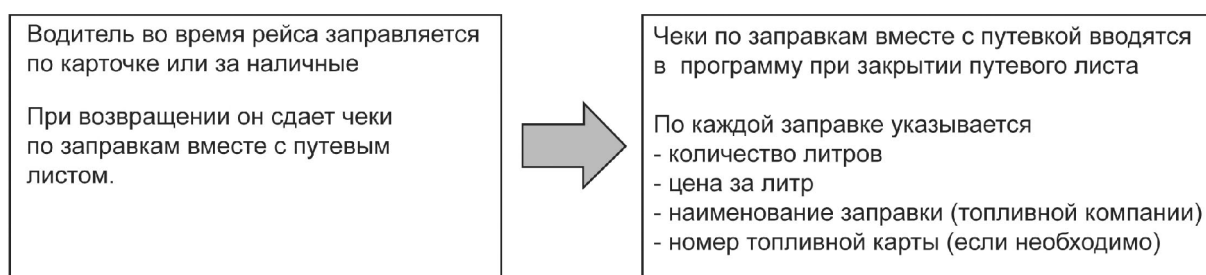 Водитель во время рейса заправляется
по карточке или за наличные
При возвращении он сдает чеки
по заправкам вместе с путевым
листом.
Чеки по заправкам вместе с путевкой вводятся
в программу при закрытии путевого листа
По каждой заправке указывается
- количество литров
- цена за литр
- наименование заправки (топливной компании)
- номер топливной карты (если необходимо)